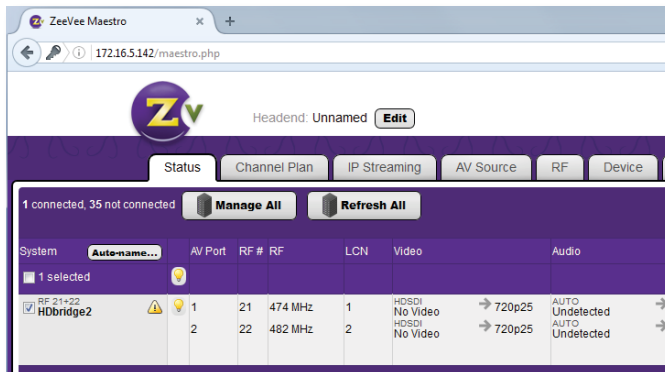 ZeeVee Maestro
172.16.5.142/maestro.php
Zv
Headend: Unnamed Edit
Status Channel Plan IP Streaming AV Source RF Device
1 connected, 35 not connected Manage All Refresh All
System Auto-name... AV Port RF # RF LCN Video Audio
1 selected
RF 21+22 HDSDI AUTO
HDbridge2 1 21 474 MHz 1 No Video 720p25 Undetected
HDSDI AUTO
2 22 482 MHz 2 No Video 720p25 Undetected